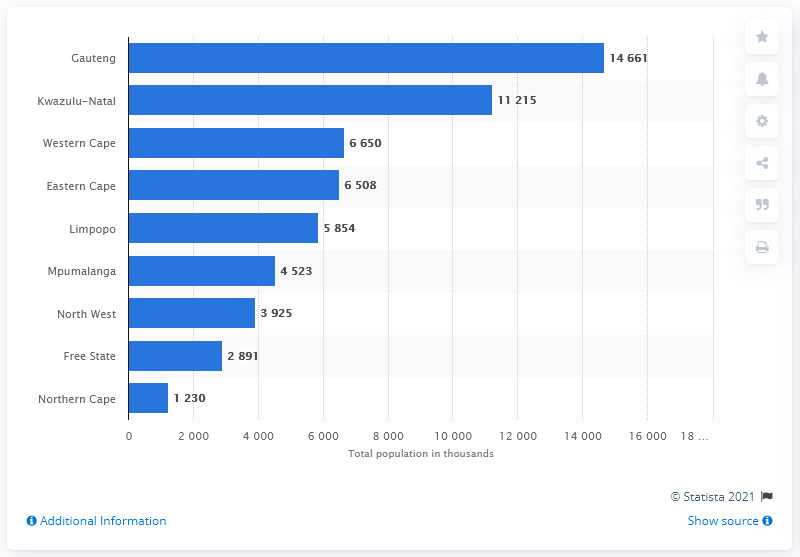 Gauteng 14 661
Kwazulu-Natal 11 215
Western Cape 6 650
Eastern Cape 6 508
Limpopo 5 854
Mpumalanga 4 523
North West 3 925
Free State 2 891
Northern Cape 1 230
0 2 000 4 000 6 000 8 000 10 000 12 000 14 000 16 000 18 ...
Total population in thousands
© Statista 2021
Additional Information Show source